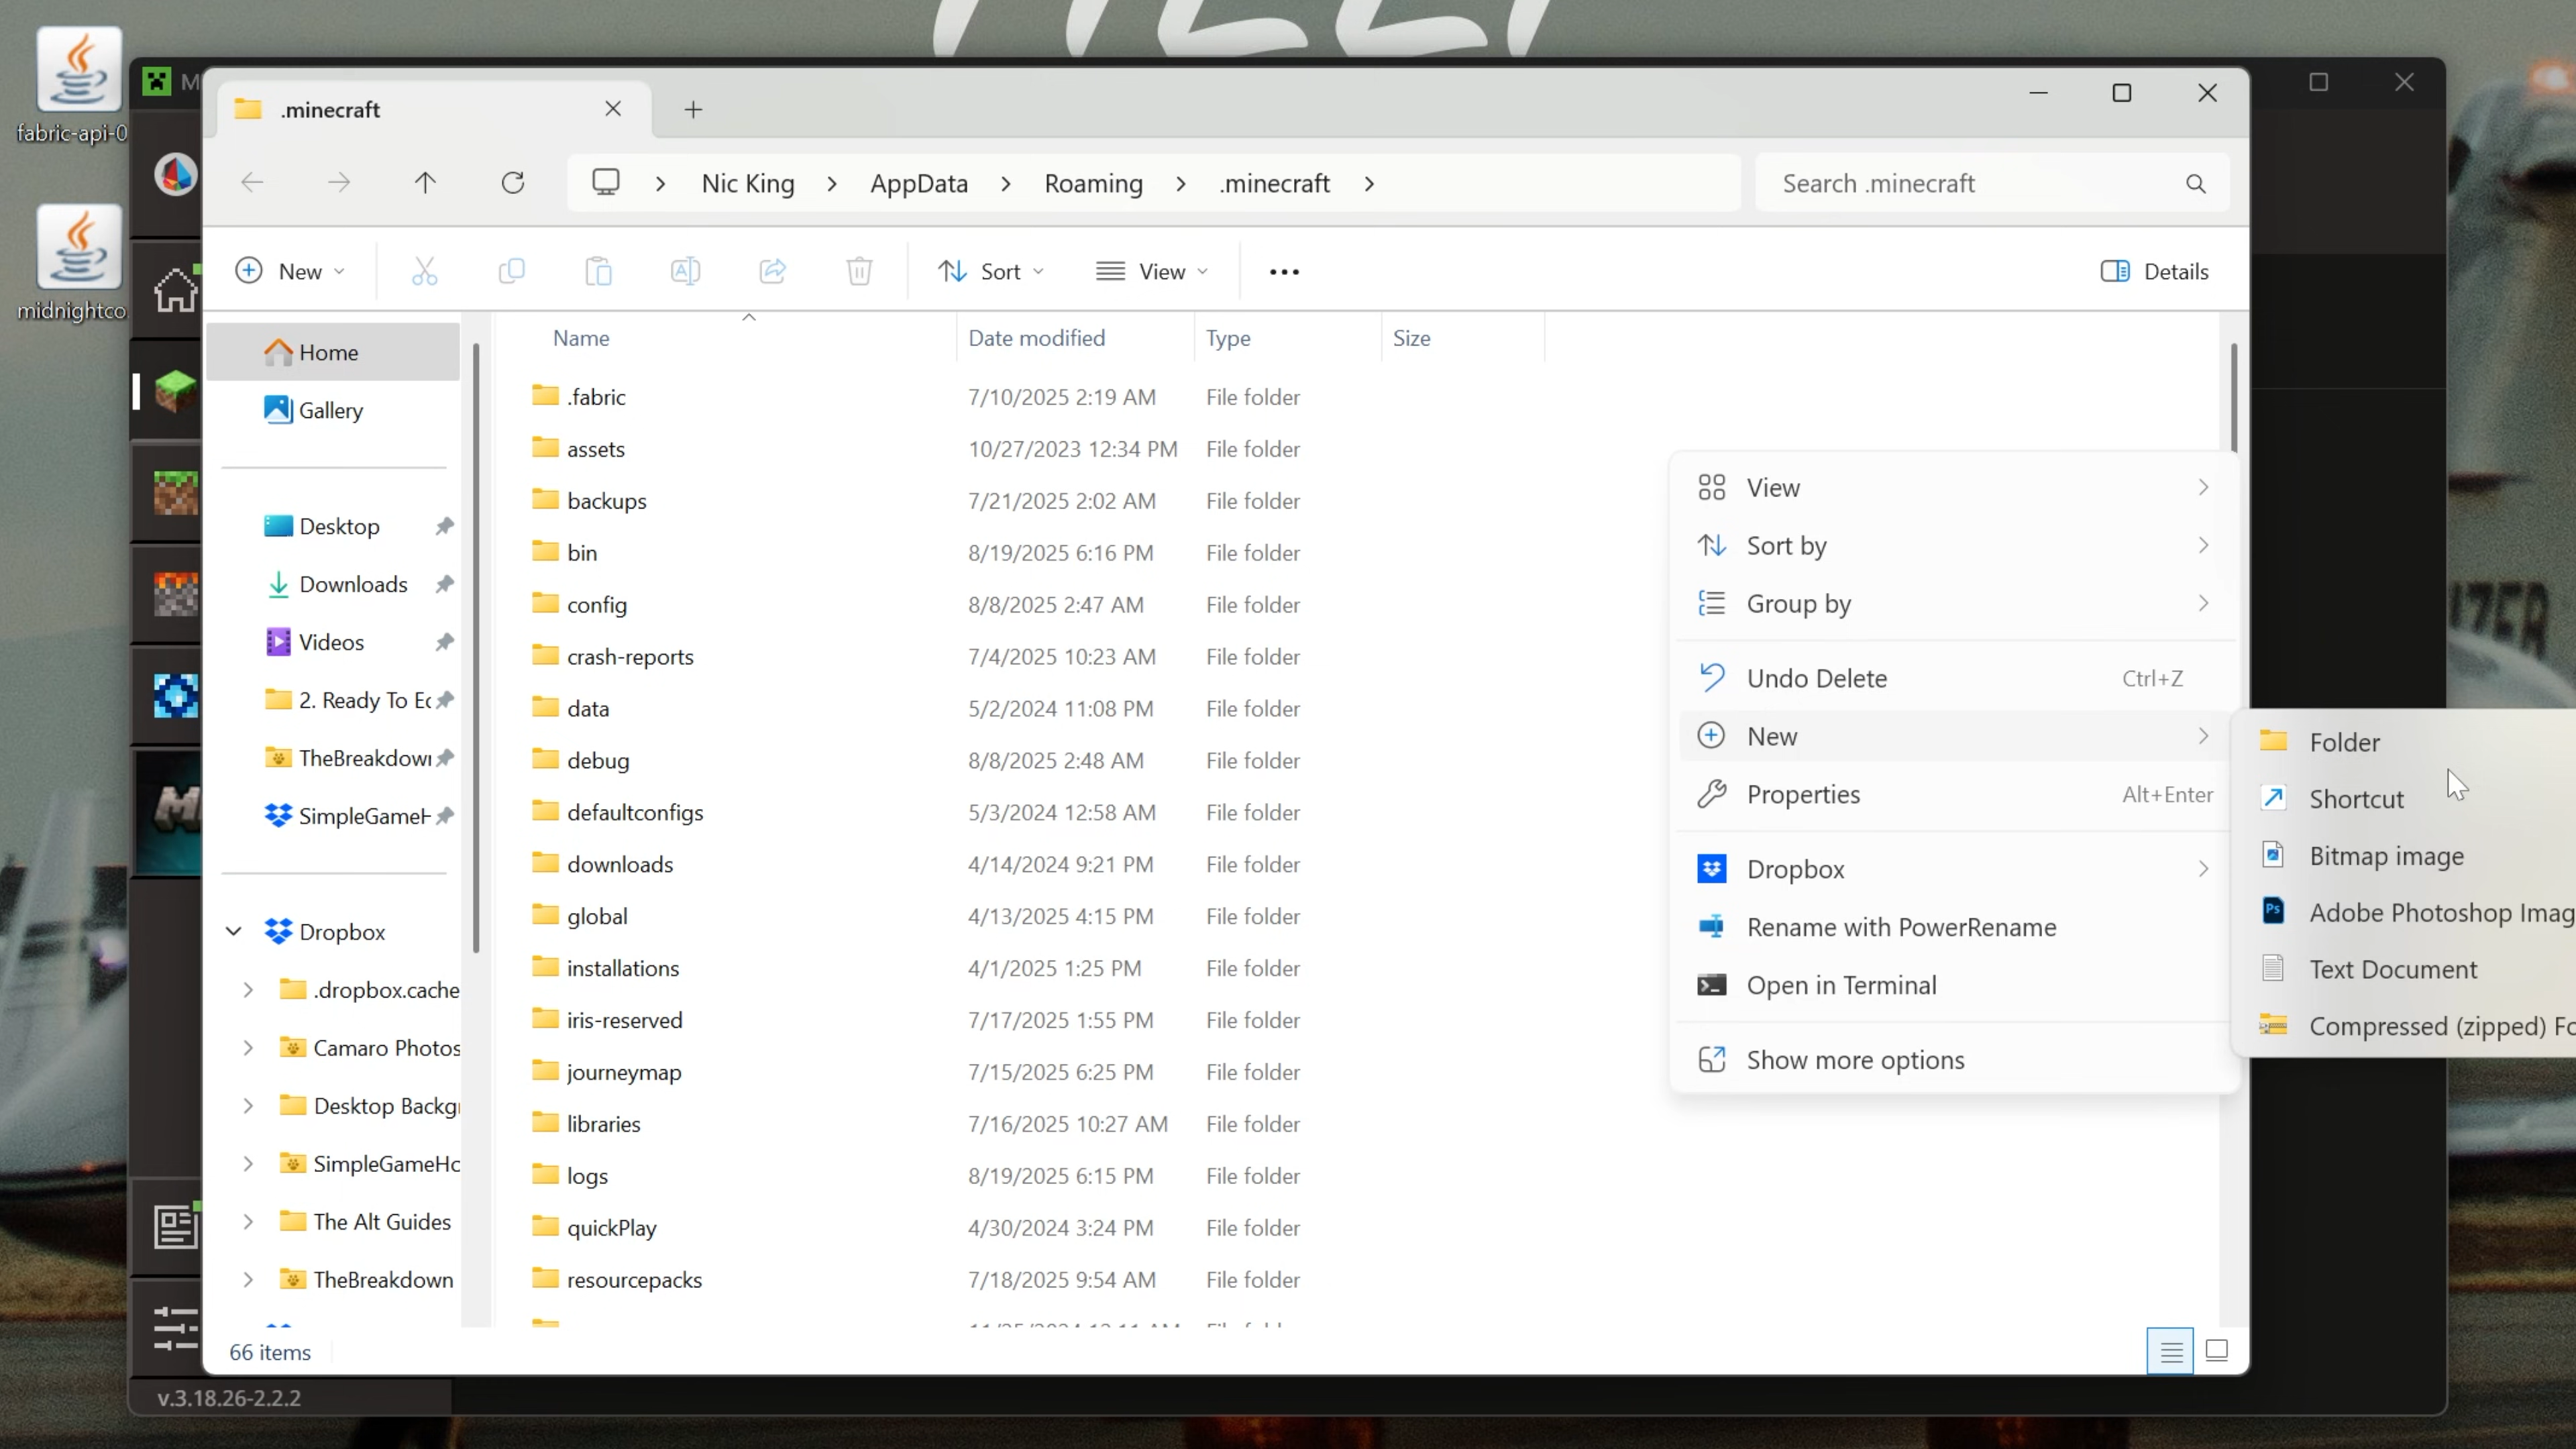 fabric-api-0
midnightco
.minecraft
Nic King
AppData
Roaming
.minecraft
Search .minecraft
New
Sort
View
Details
Home
Gallery
Desktop
Downloads
Videos
2. Ready To Ec
TheBreakdow
SimpleGameH
Dropbox
.dropbox.cache
Camaro Photos
Desktop Backg
SimpleGameHo
The Alt Guides
TheBreakdown
Name Date modified Type Size
.fabric 7/10/2025 2:19 AM File folder
assets 10/27/2023 12:34 PM File folder
backups 7/21/2025 2:02 AM File folder
bin 8/19/2025 6:16 PM File folder
config 8/8/2025 2:47 AM File folder
crash-reports 7/4/2025 10:23 AM File folder
data 5/2/2024 11:08 PM File folder
debug 8/8/2025 2:48 AM File folder
defaultconfigs 5/3/2024 12:58 AM File folder
downloads 4/14/2024 9:21 PM File folder
global 4/13/2025 4:15 PM File folder
installations 4/1/2025 1:25 PM File folder
iris-reserved 7/17/2025 1:55 PM File folder
journeymap 7/15/2025 6:25 PM File folder
libraries 7/16/2025 10:27 AM File folder
logs 8/19/2025 6:15 PM File folder
quickPlay 4/30/2024 3:24 PM File folder
resourcepacks 7/18/2025 9:54 AM File folder
View
Sort by
Group by
Undo Delete Ctrl+Z
New
Properties Alt+Enter
Dropbox
Rename with PowerRename
Open in Terminal
Show more options
Folder
Shortcut
Bitmap image
Adobe Photoshop Imag
Text Document
Compressed (zipped) Fo
66 items
v.3.18.26-2.2.2